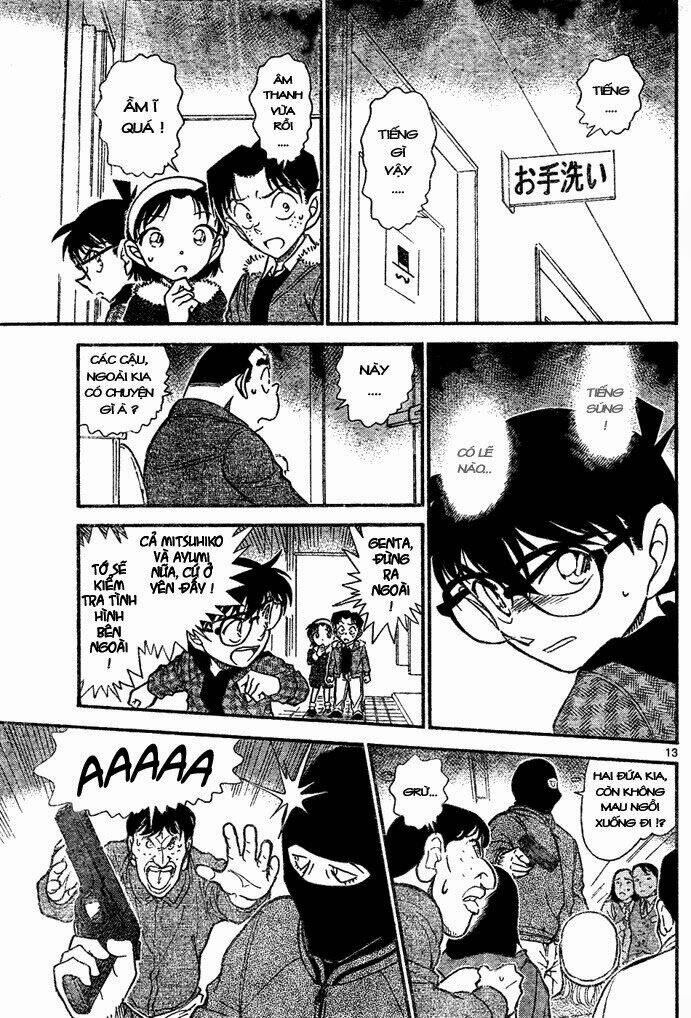 TIẾNG
....
お手洗い
TIẾNG
GÌ
VẬY
....
ÂM
THANH
VỪA
RỒI
....
ẦM Ĩ
QUÁ !
TIẾNG
SÚNG
!
CÓ LẼ
NÀO...
NÀY
....
CÁC CẬU,
NGOÀI KIA
CÓ CHUYỆN
GÌ À ?
GENTA,
ĐỪNG
RA
NGOÀI
!
CẢ MITSUHIKO
VÀ AYUMI
NỮA, CỨ Ở
YÊN ĐẤY !
TỚ SẼ
KIỂM
TRA TÌNH
HÌNH
BÊN
NGOÀI
!
13
HAI ĐỨA KIA,
CÒN KHÔNG
MAU NGỒI
XUỐNG ĐI !?
GRỪ...
AAAAA